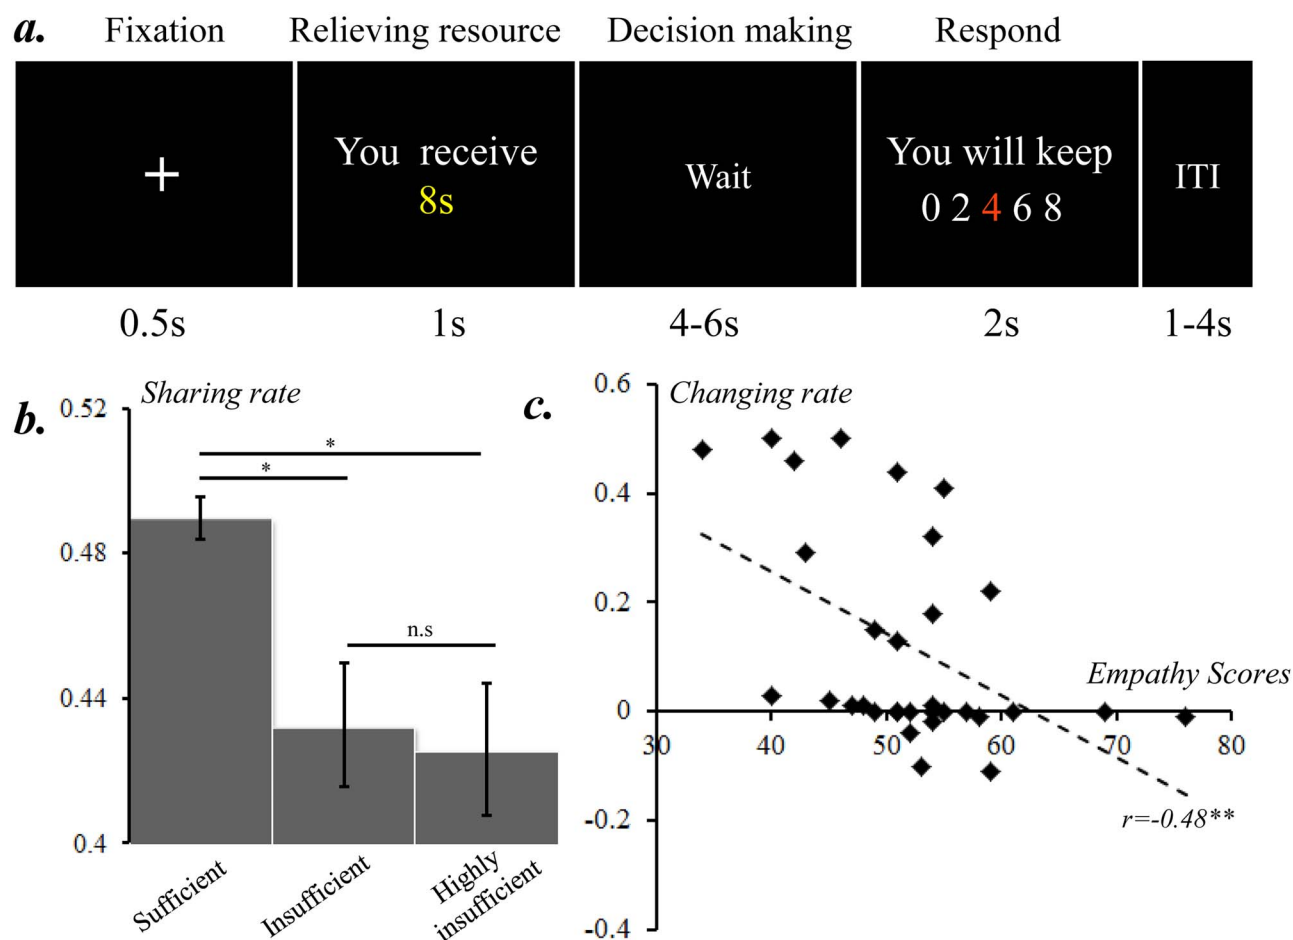 a. Fixation Relieving resource Decision making Respond
+
You receive
8s
Wait
You will keep
0 2 4 6 8
ITI
0.5s 1s 4-6s 2s 1-4s
b.
Sharing rate
0.52
0.48
0.44
0.4
*
*
n.s
Sufficient
Insufficient
Highly
insufficient
c.
Changing rate
0.6
0.4
0.2
0
-0.2
-0.4
30 40 50 60 70 80
Empathy Scores
r=-0.48**